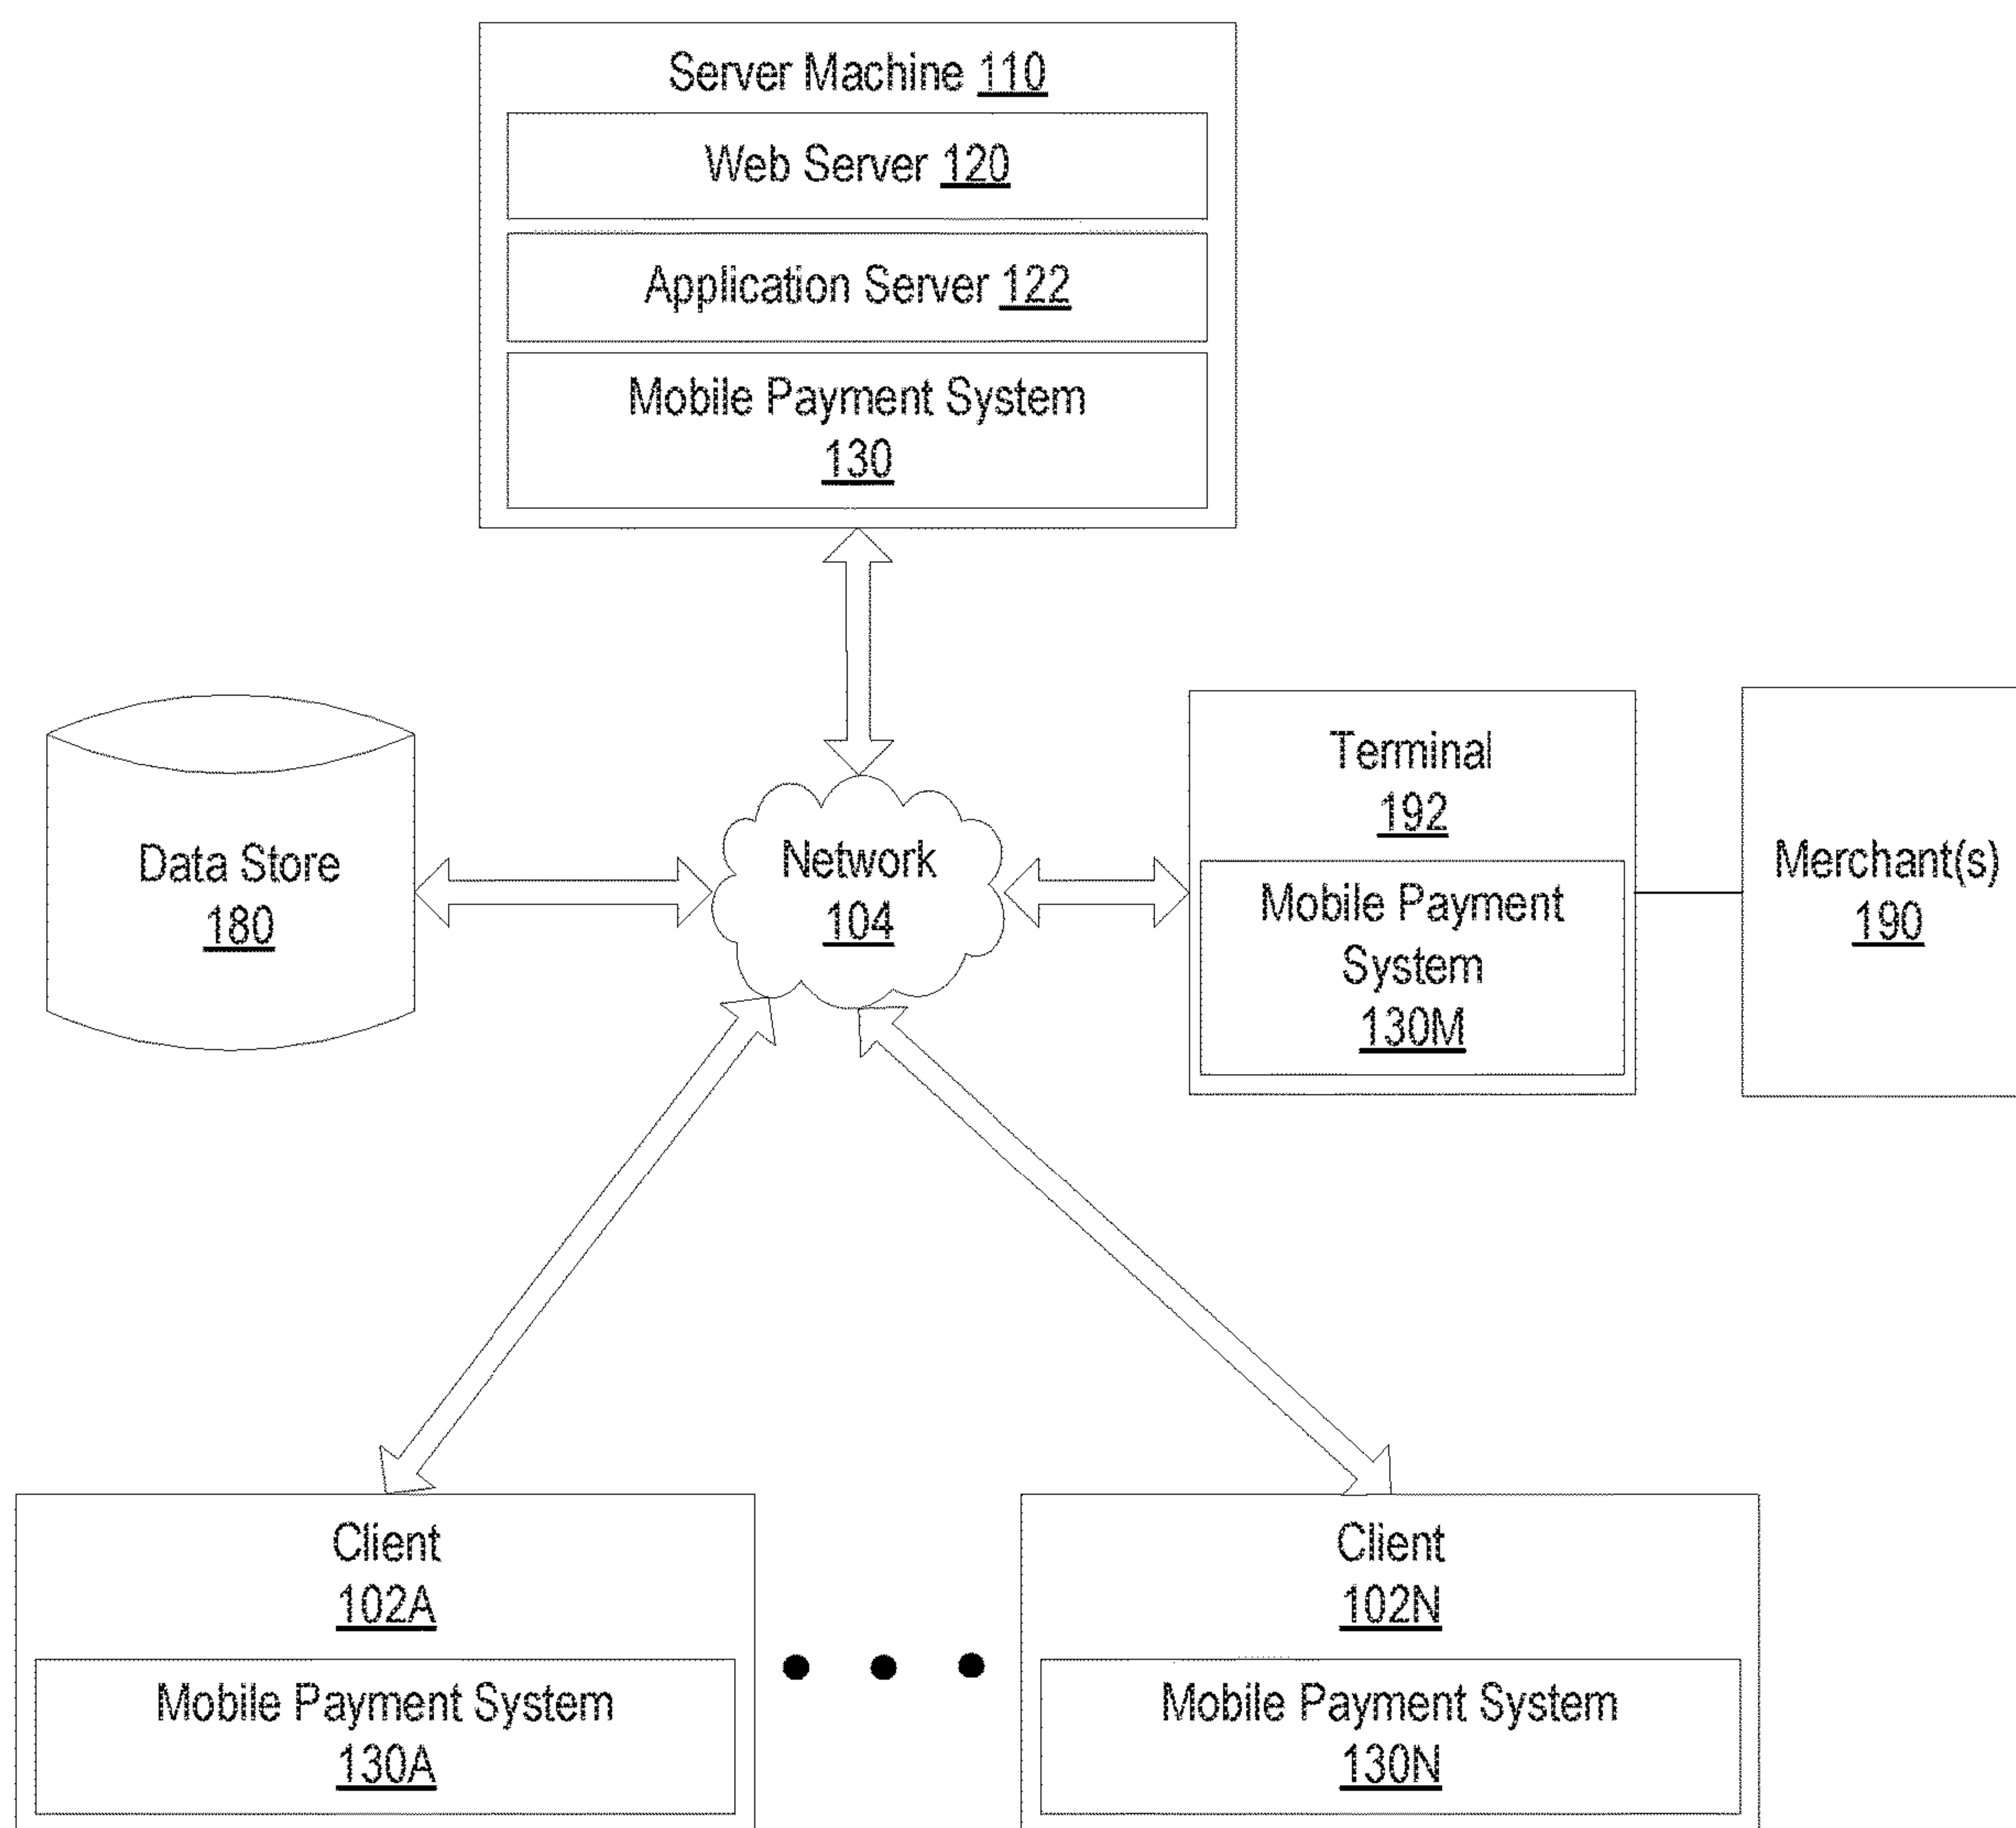 Server Machine 110
Web Server 120
Application Server 122
Mobile Payment System
130
Data Store
180
Network
104
Terminal
192
Mobile Payment
System
130M
Merchant(s)
190
Client
102A
Mobile Payment System
130A
Client
102N
Mobile Payment System
130N